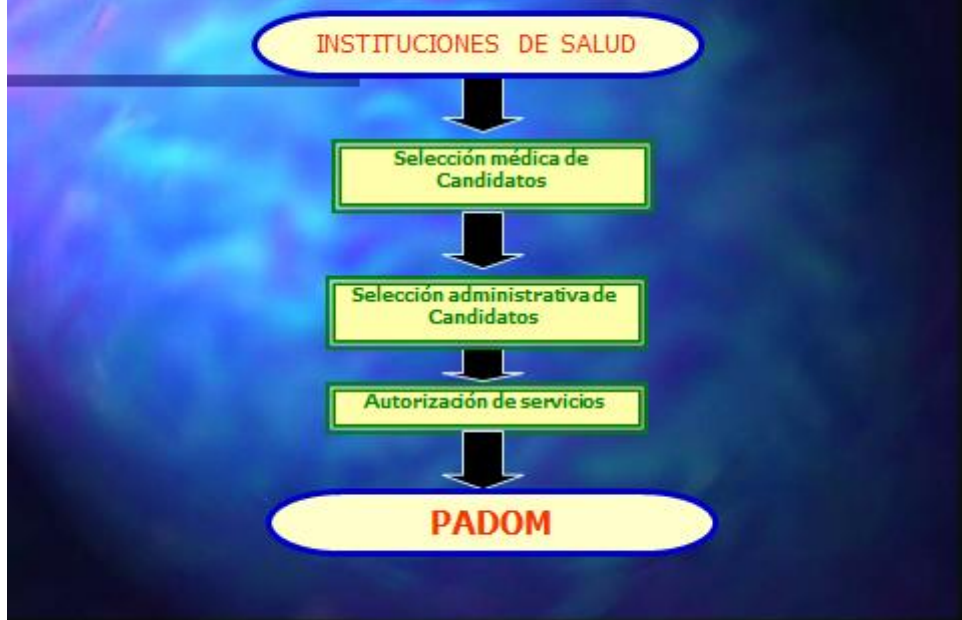 INSTITUCIONES DE SALUD
Selección médica de
Candidatos
Selección administrativa de
Candidatos
Autorización de servicios
PADOM